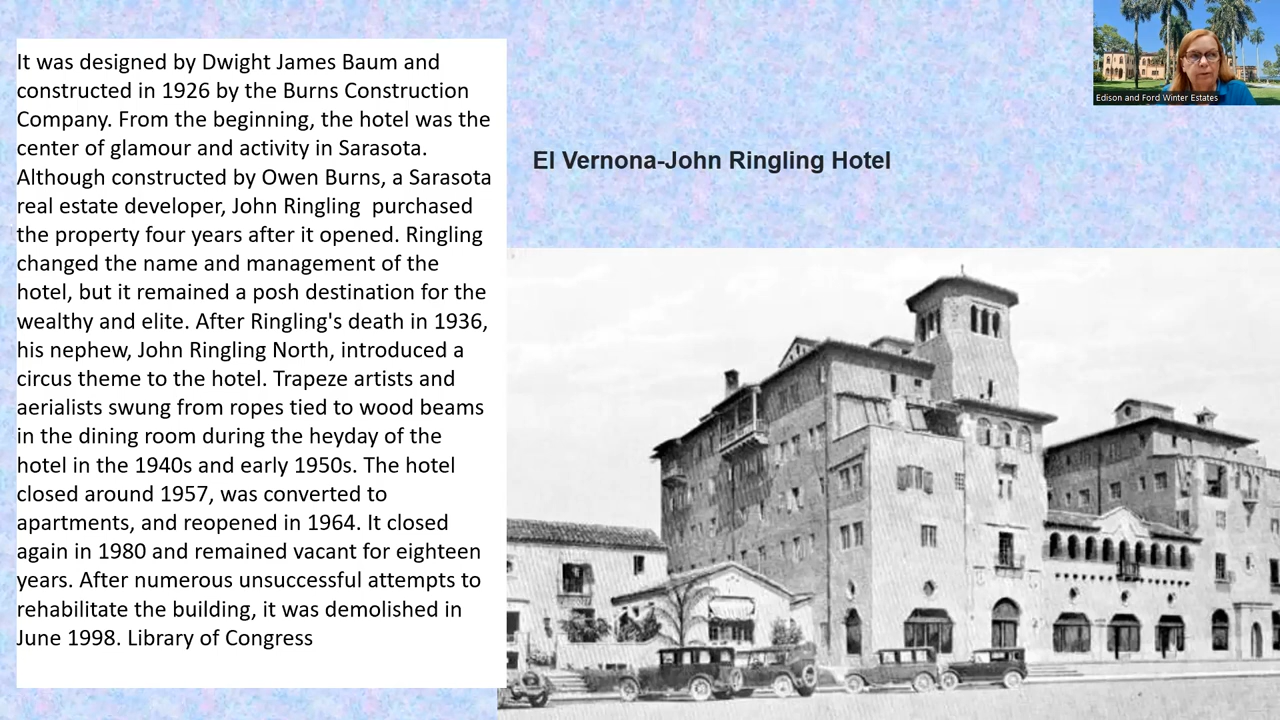 It was designed by Dwight James Baum and
constructed in 1926 by the Burns Construction
Company. From the beginning, the hotel was the
center of glamour and activity in Sarasota.
Although constructed by Owen Burns, a Sarasota
real estate developer, John Ringling  purchased
the property four years after it opened. Ringling
changed the name and management of the
hotel, but it remained a posh destination for the
wealthy and elite. After Ringling's death in 1936,
his nephew, John Ringling North, introduced a
circus theme to the hotel. Trapeze artists and
aerialists swung from ropes tied to wood beams
in the dining room during the heyday of the
hotel in the 1940s and early 1950s. The hotel
closed around 1957, was converted to
apartments, and reopened in 1964. It closed
again in 1980 and remained vacant for eighteen
years. After numerous unsuccessful attempts to
rehabilitate the building, it was demolished in
June 1998. Library of Congress
El Vernona-John Ringling Hotel
Edison and Ford Winter Estates